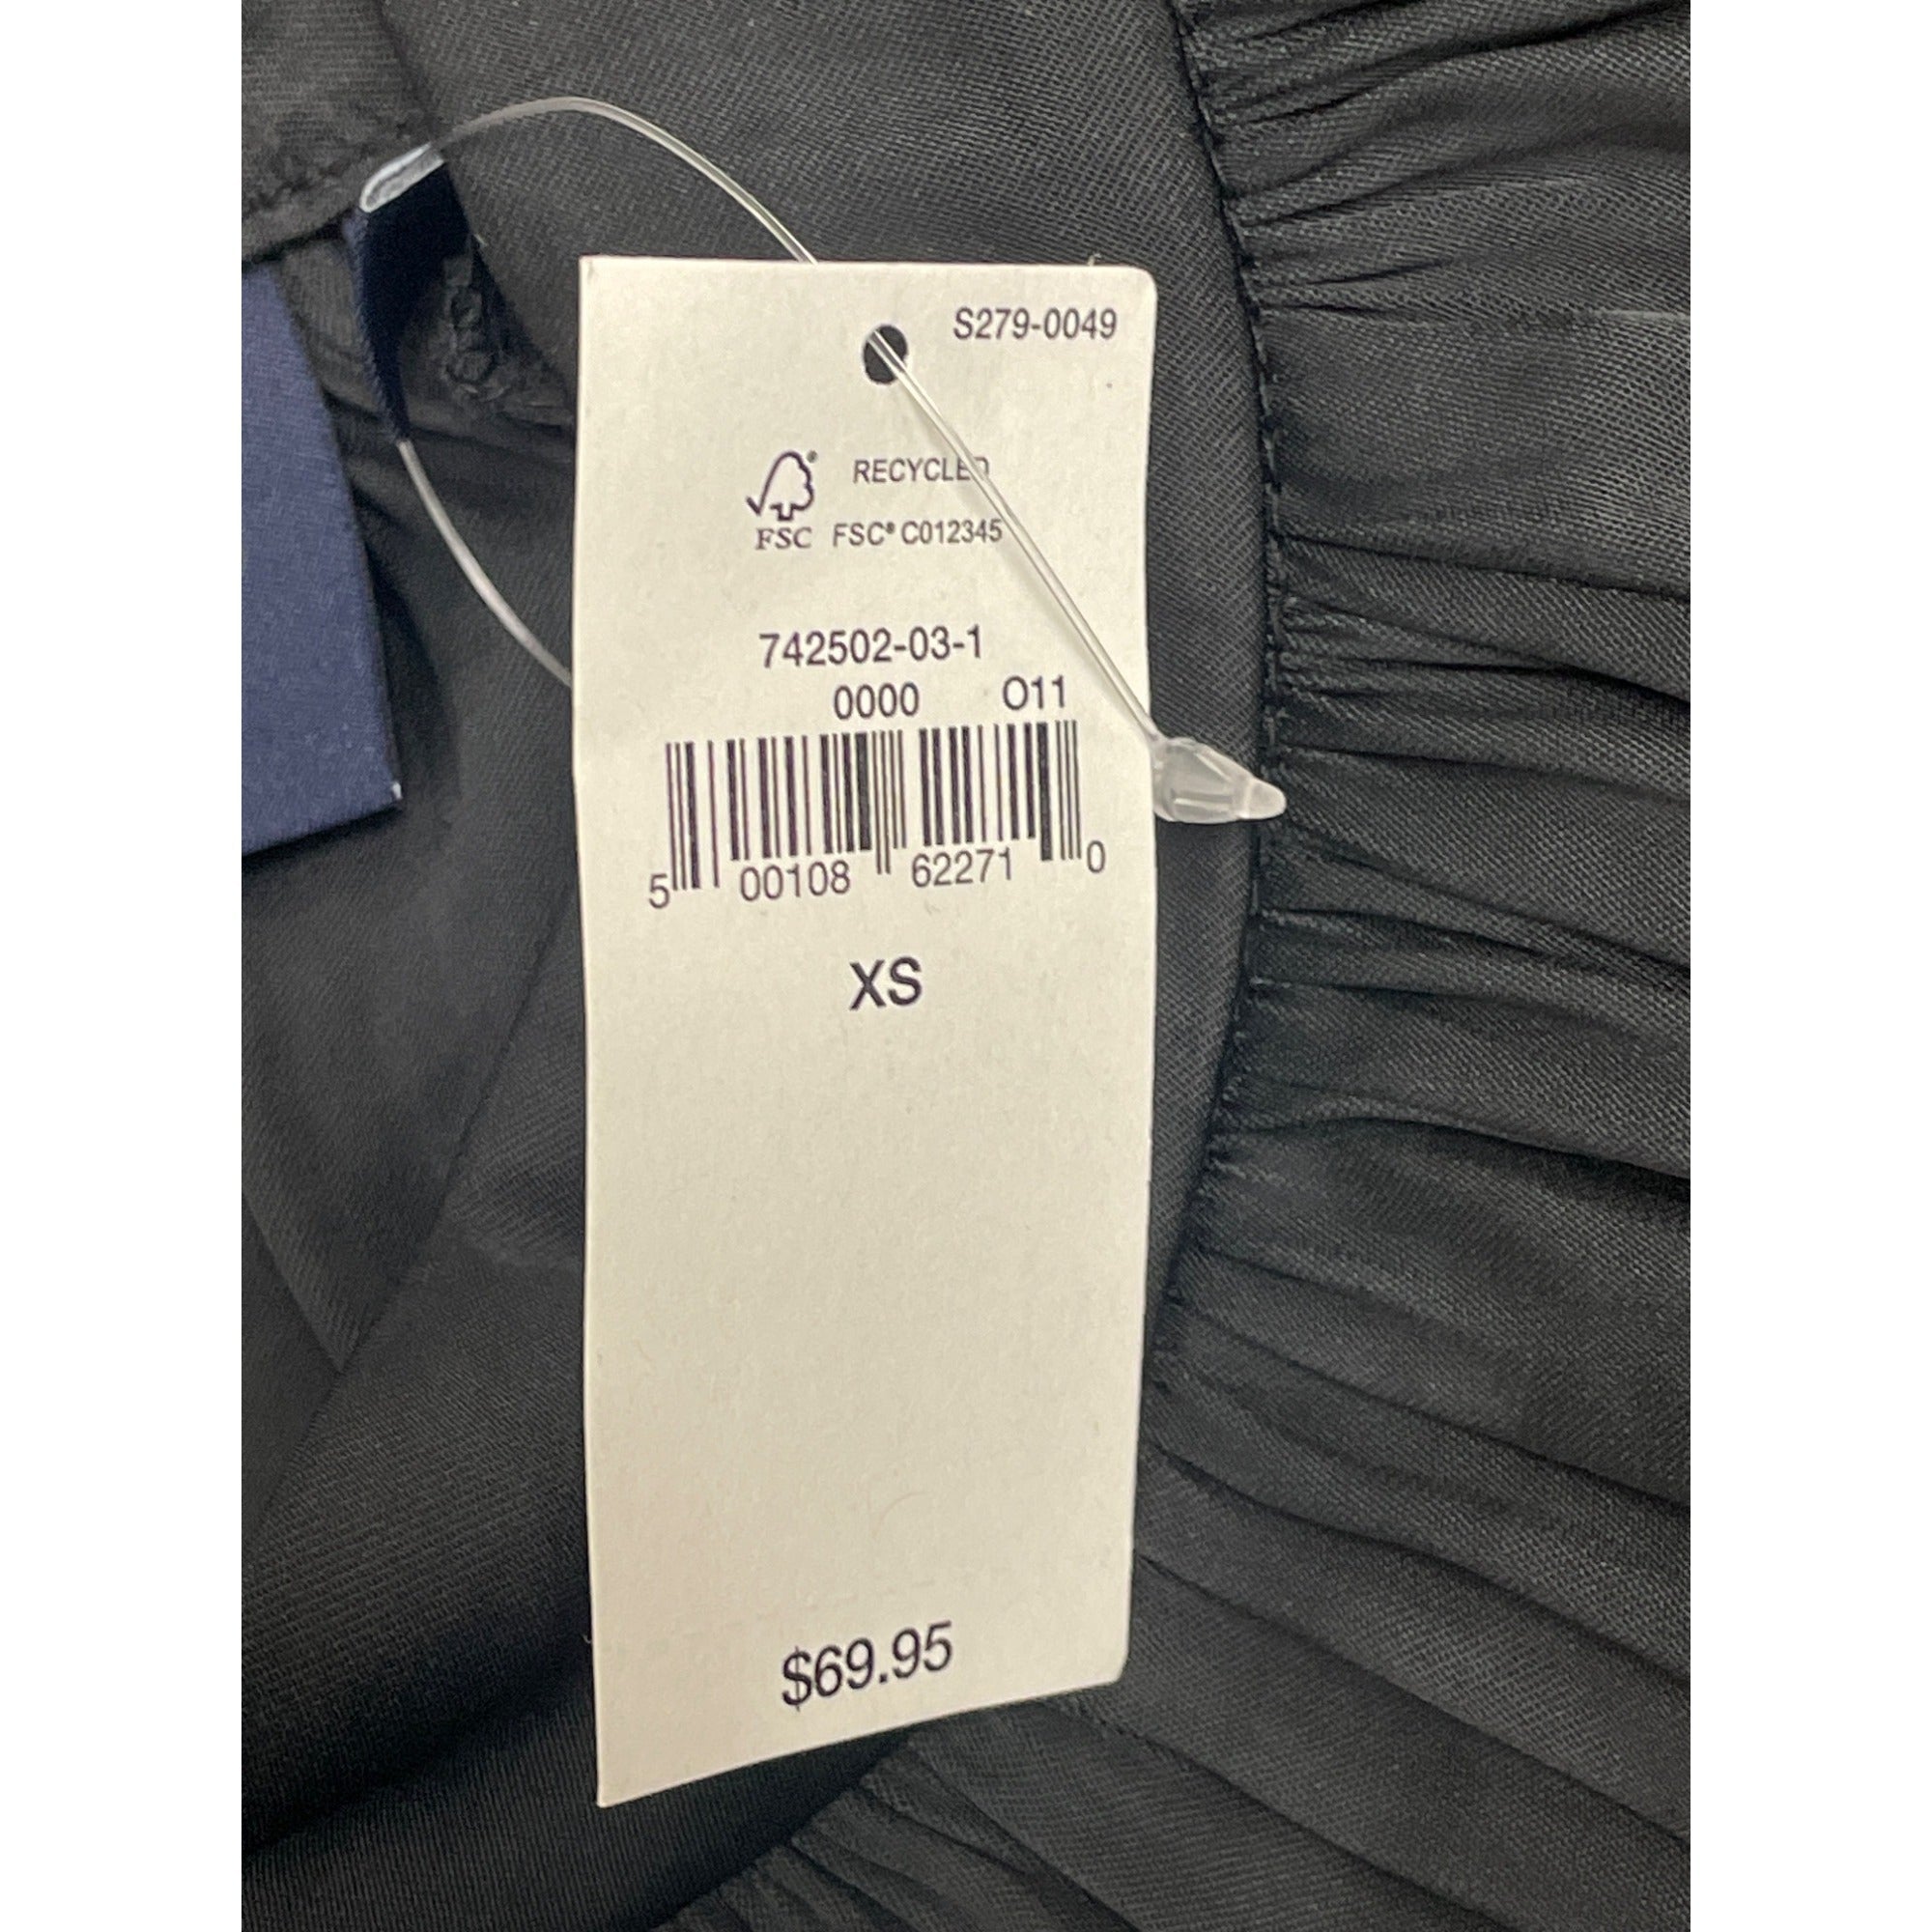 S279-0049
RECYCLED
FSC FSC® C012345
742502-03-1
0000 O11
5 00108 62271 0
XS
$69.95